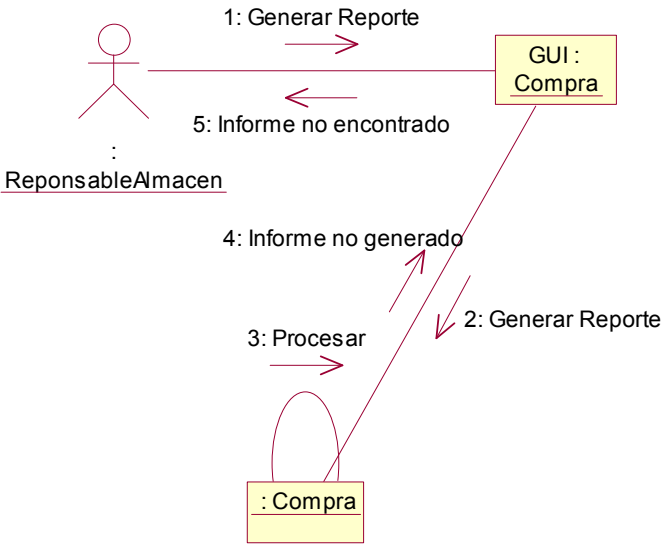 1: Generar Reporte
GUI :
Compra
5: Informe no encontrado
:
ReponsableAlmacen
4: Informe no generado
2: Generar Reporte
3: Procesar
: Compra